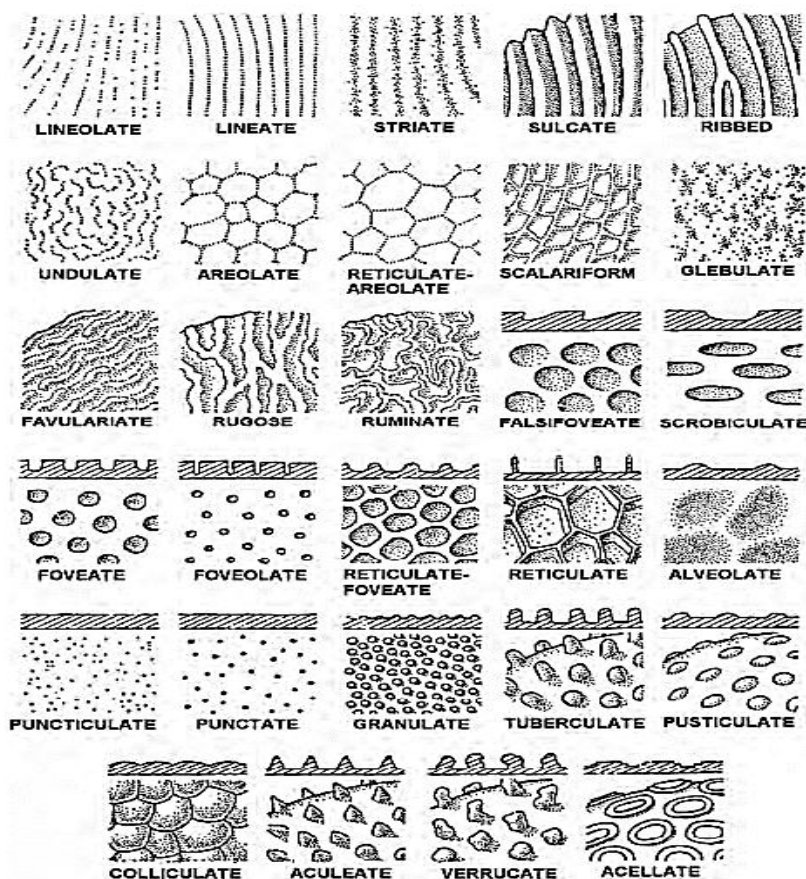 LINEOLATE LINEATE STRIATE SULCATE RIBBED
UNDULATE AREOLATE RETICULATE- SCALARIFORM GLEBULATE
AREOLATE
FAVULARIATE RUGOSE RUMINATE FALSIFOVEATE SCROBICULATE
FOVEATE FOVEOLATE RETICULATE- RETICULATE ALVEOLATE
FOVEATE
PUNCTICULATE PUNCTATE GRANULATE TUBERCULATE PUSTICULATE
COLLICULATE ACULEATE VERRUCATE ACELLATE